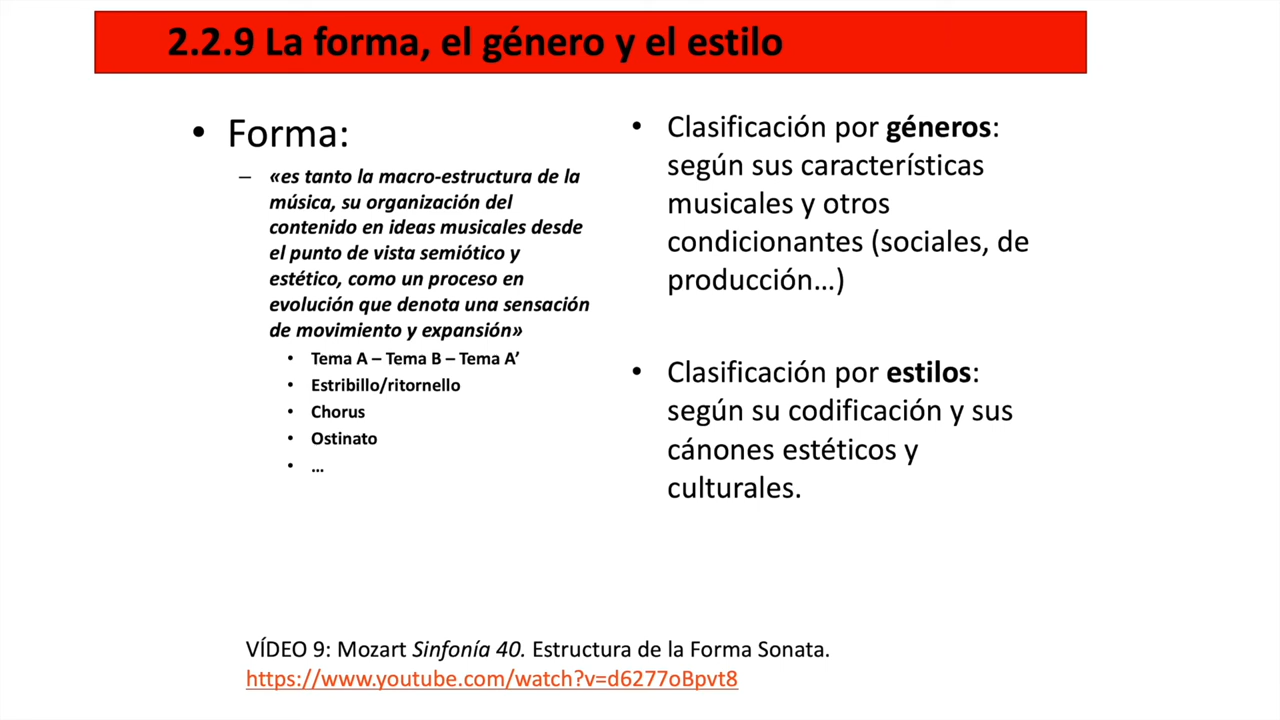 2.2.9 La forma, el género y el estilo
• Forma:
– «es tanto la macro-estructura de la
música, su organización del
contenido en ideas musicales desde
el punto de vista semiótico y
estético, como un proceso en
evolución que denota una sensación
de movimiento y expansión»
• Tema A – Tema B – Tema A’
• Estribillo/ritornello
• Chorus
• Ostinato
• …
• Clasificación por géneros:
según sus características
musicales y otros
condicionantes (sociales, de
producción…)
• Clasificación por estilos:
según su codificación y sus
cánones estéticos y
culturales.
VÍDEO 9: Mozart Sinfonía 40. Estructura de la Forma Sonata.
https://www.youtube.com/watch?v=d6277oBpvt8